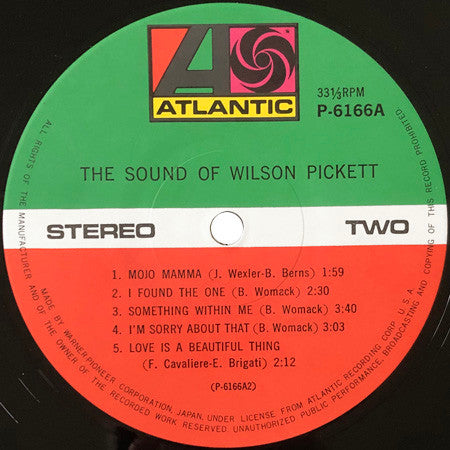 A
ATLANTIC
33⅓RPM
P-6166A
THE SOUND OF WILSON PICKETT
STEREO
TWO
1. MOJO MAMMA (J. Wexler-B. Berns) 1:59
2. I FOUND THE ONE (B. Womack) 2:30
3. SOMETHING WITHIN ME (B. Womack) 3:40
4. I'M SORRY ABOUT THAT (B. Womack) 3:03
5. LOVE IS A BEAUTIFUL THING
(F. Cavaliere-E. Brigati) 2:12
(P-6166A2)
MADE BY WARNER-PIONEER CORPORATION, JAPAN, UNDER LICENSE FROM ATLANTIC RECORDING CORP., U.S.A.
ALL RIGHTS OF THE MANUFACTURER AND OF THE OWNER OF THE RECORDED WORK RESERVED UNAUTHORIZED PUBLIC PERFORMANCE, BROADCASTING AND COPYING OF THIS RECORD PROHIBITED.